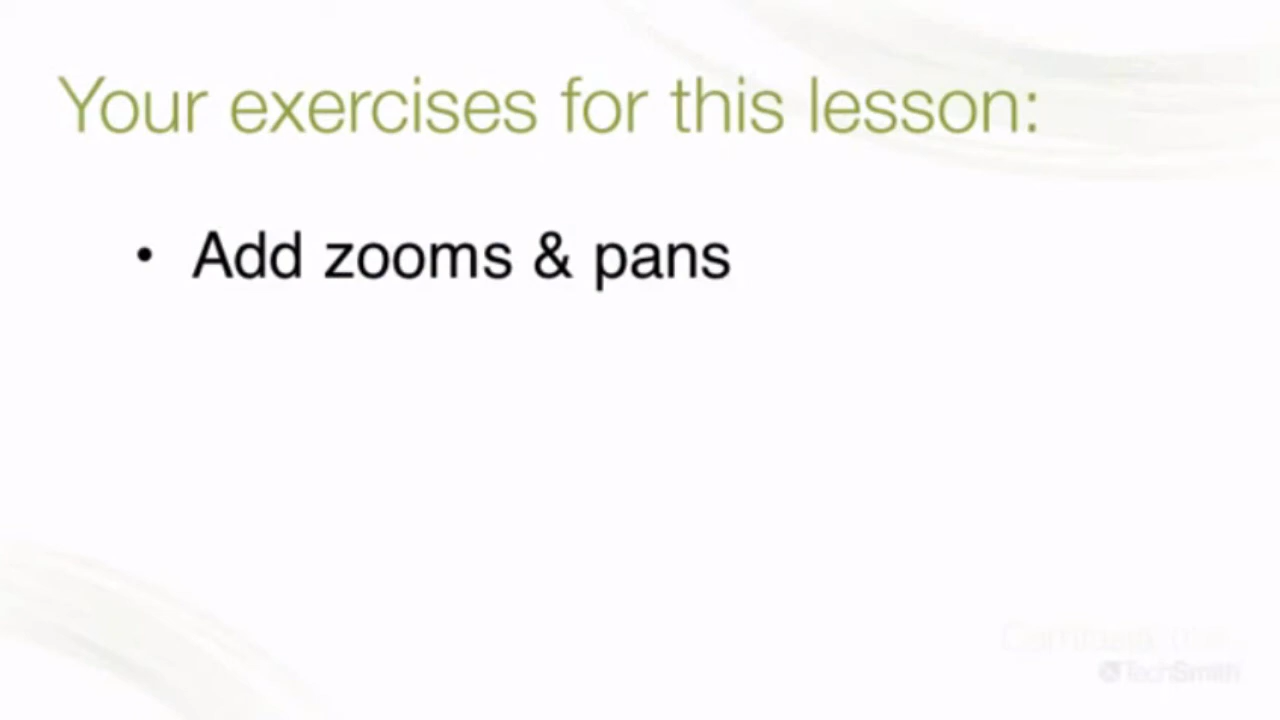 Your exercises for this lesson:
• Add zooms & pans
TechSmith